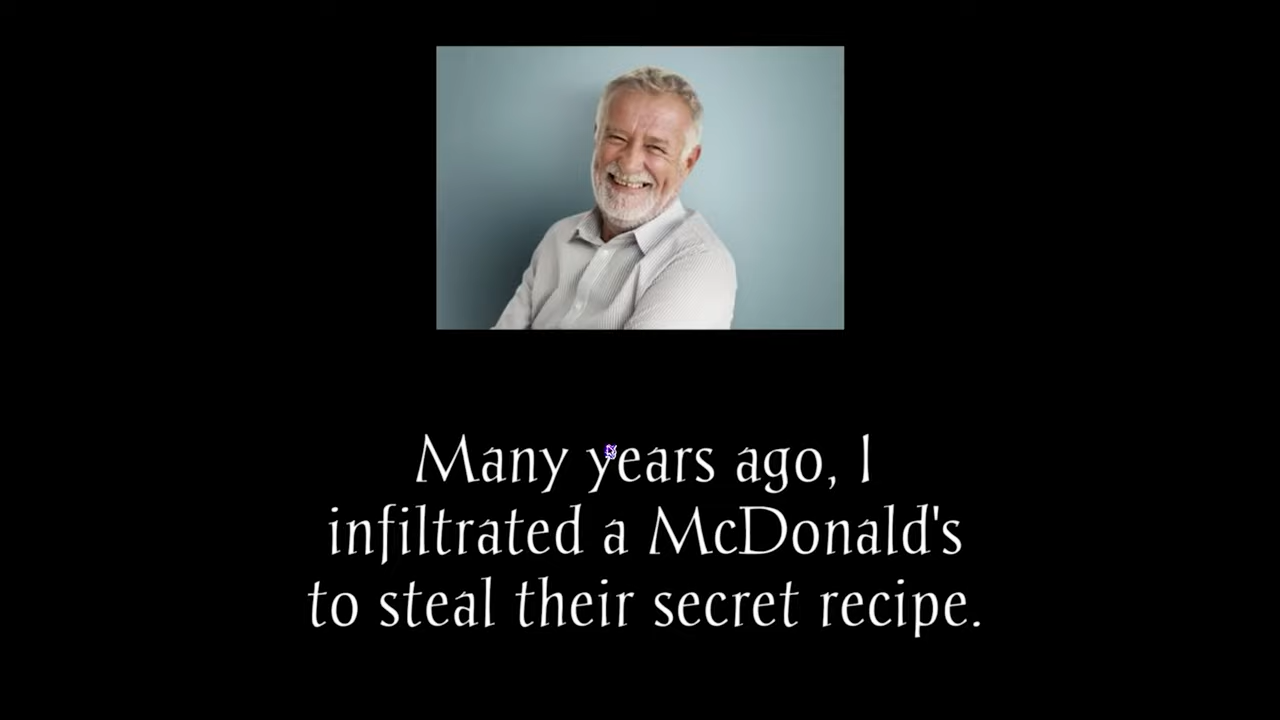 Many years ago, I
infiltrated a McDonald's
to steal their secret recipe.